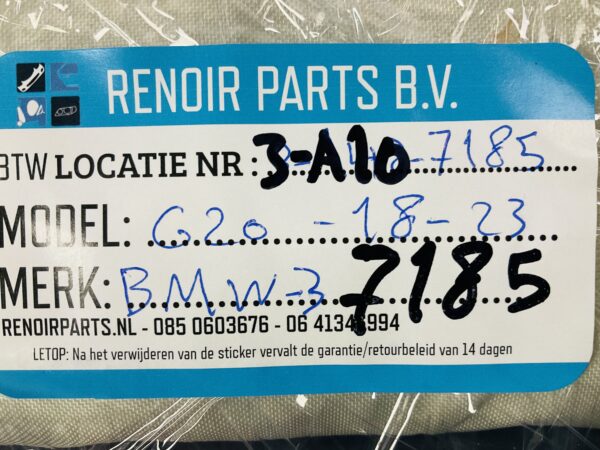 RENOIR PARTS B.V.
BTW LOCATIE NR : 3-A10 7185
MODEL: G20 - 18 - 23
MERK: BMW-3 7185
RENOIRPARTS.NL - 085 0603676 - 06
LETOP: Na het verwijderen van de sticker vervalt de garantie/retourbeleid van 14 dagen